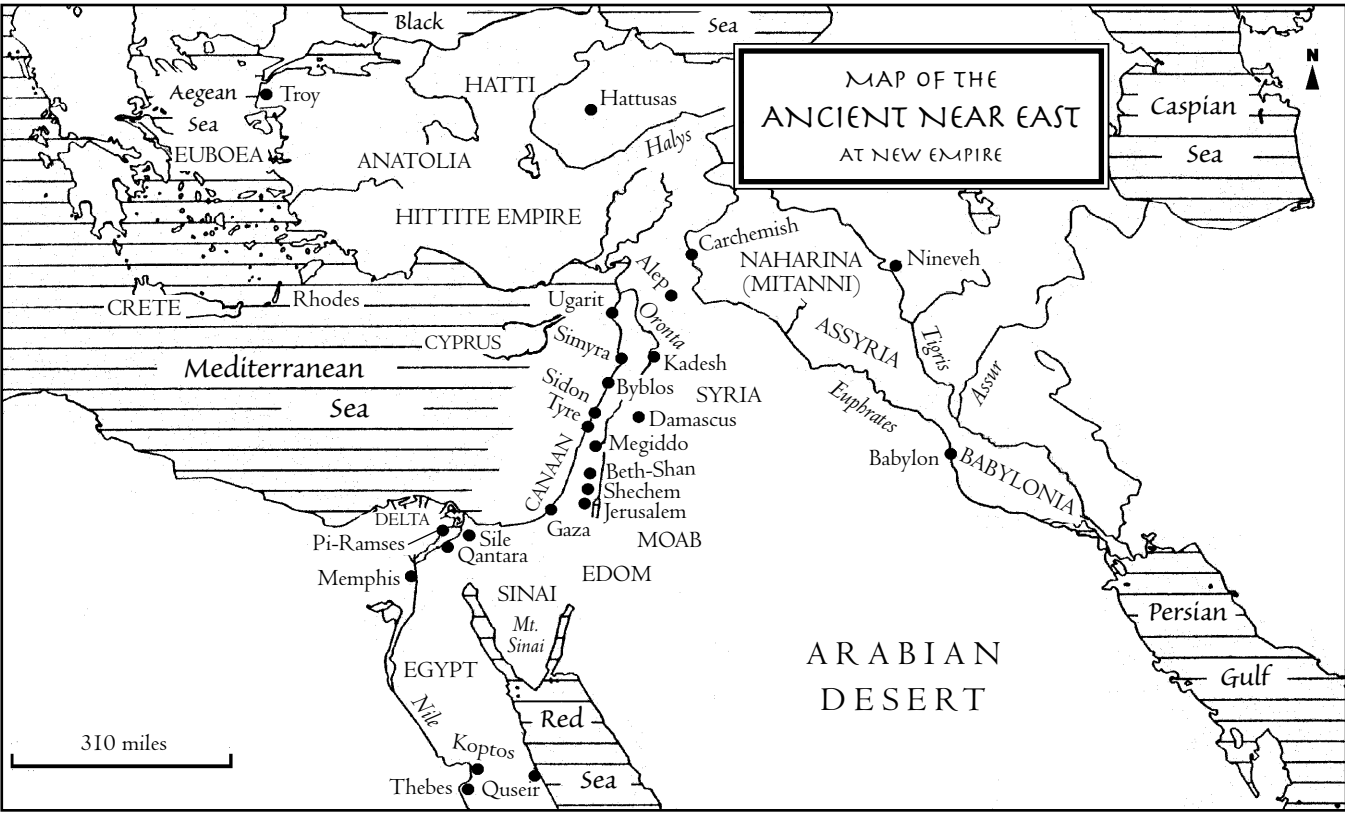 Black
Sea
MAP OF THE
ANCIENT NEAR EAST
AT NEW EMPIRE
N
Caspian
Sea
Aegean
Sea
Troy
HATTI
Hattusas
Halys
EUBOEA
ANATOLIA
HITTITE EMPIRE
Carchemish
NAHARINA
(MITANNI)
Nineveh
Alep
CRETE
Rhodes
Ugarit
Oronta
CYPRUS
Simyra
Kadesh
ASSYRIA
Tigris
Assur
Mediterranean
Sea
Sidon
Byblos
SYRIA
Tyre
Damascus
Euphrates
CANAAN
Megiddo
Babylon
BABYLONIA
Beth-Shan
Shechem
Jerusalem
Gaza
DELTA
Pi-Ramses
Sile
Qantara
MOAB
Memphis
EDOM
SINAI
Mt.
Sinai
Persian
Gulf
ARABIAN
DESERT
EGYPT
Nile
Red
Sea
310 miles
Koptos
Thebes
Quseir